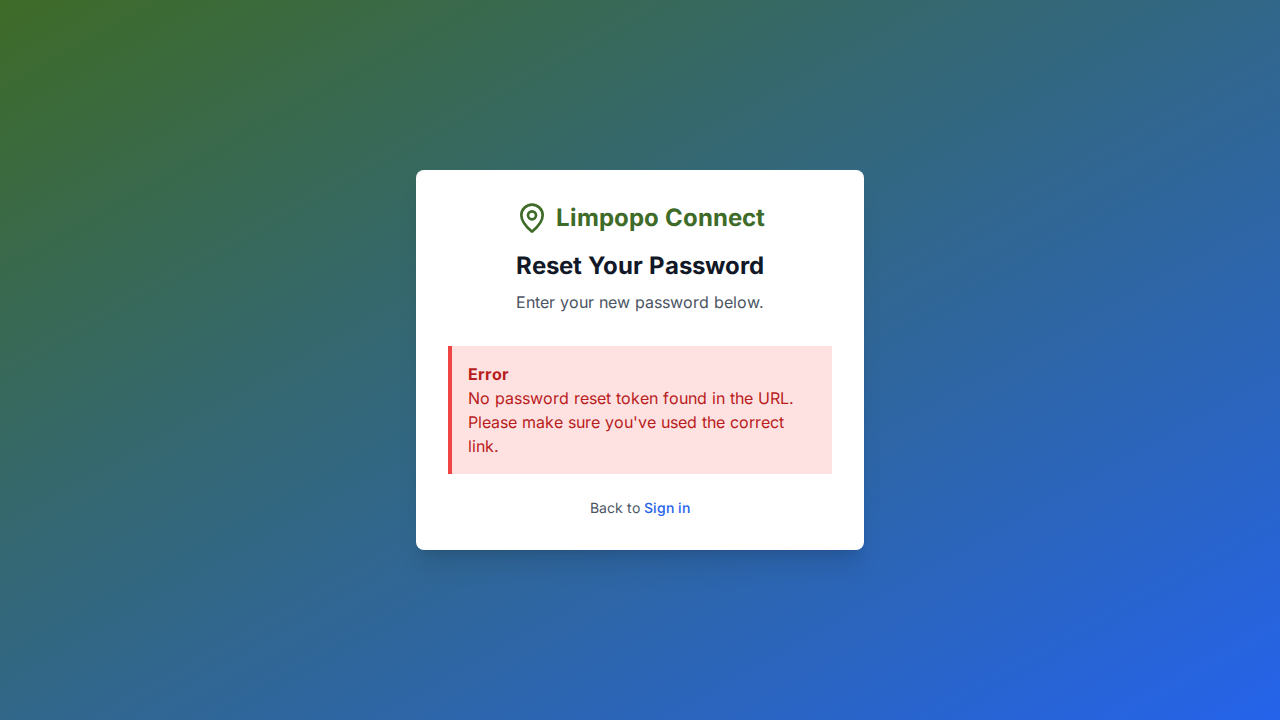 Limpopo Connect
Reset Your Password
Enter your new password below.
Error
No password reset token found in the URL.
Please make sure you've used the correct
link.
Back to Sign in